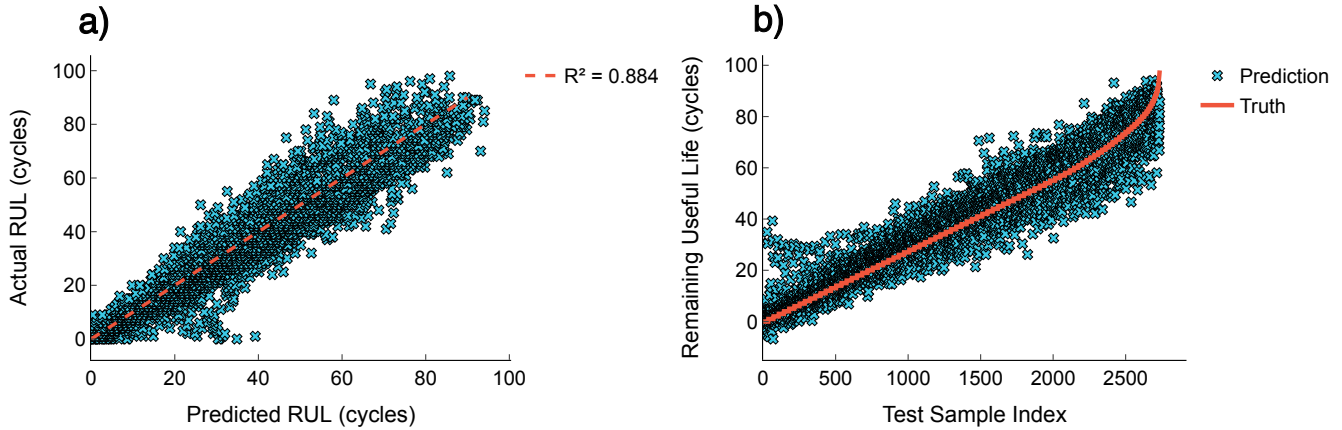 a)
Actual RUL (cycles)
100
80
60
40
20
0
0 20 40 60 80 100
Predicted RUL (cycles)
R² = 0.884
b)
Remaining Useful Life (cycles)
100
80
60
40
20
0
0 500 1000 1500 2000 2500
Test Sample Index
Prediction
Truth